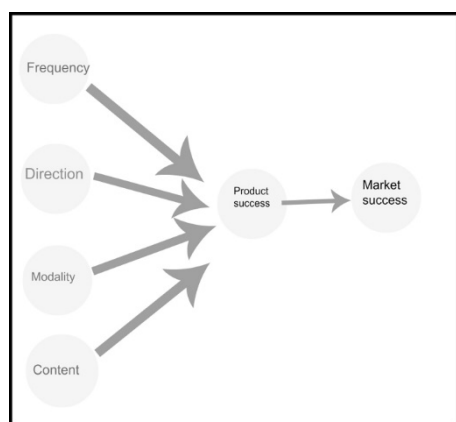 Frequency
Direction
Modality
Content
Product
success
Market
success